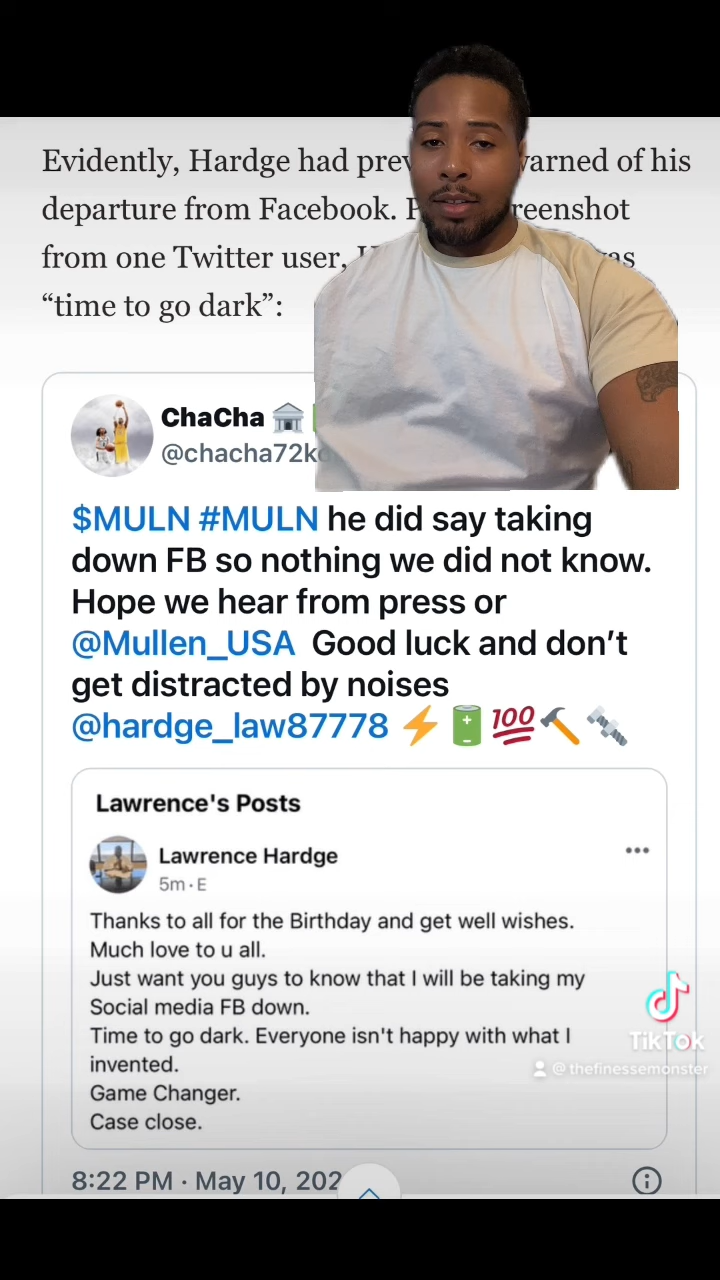 Evidently, Hardge had of his
departure from Facebook.
from one Twitter user,
“time to go dark”:
ChaCha 🏛️
@chacha72k
$MULN #MULN he did say taking
down FB so nothing we did not know.
Hope we hear from press or
@Mullen_USA Good luck and don’t
get distracted by noises
@hardge_law87778 ⚡🔋💯🔨🔩
Lawrence's Posts
Lawrence Hardge
5m · E
Thanks to all for the Birthday and get well wishes.
Much love to u all.
Just want you guys to know that I will be taking my
Social media FB down.
Time to go dark. Everyone isn't happy with what I
invented.
Game Changer.
Case close.
TikTok
@thefinessemonster
8:22 PM · May 10, 202